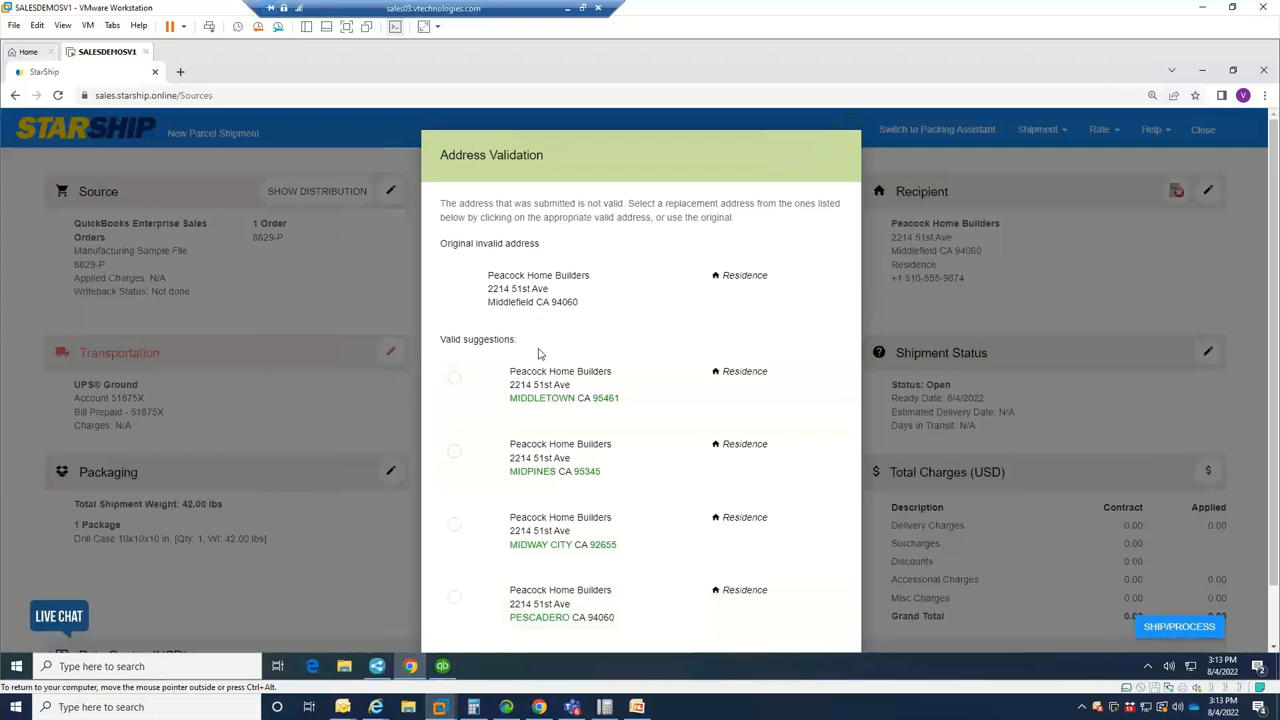 SALESDEMOSV1 - VMware Workstation
sales03.vtechnologies.com
File Edit View VM Tabs Help
Home SALESDEMOSV1
StarShip
sales.starship.online/Sources
V
STARSHIP New Parcel Shipment
Switch to Packing Assistant Shipment Rate Help Close
Source SHOW DISTRIBUTION
QuickBooks Enterprise Sales
Orders
Manufacturing Sample File
8829-P
Applied Charges: N/A
Writeback Status: Not done
1 Order
8829-P
Transportation
UPS® Ground
Account 51875X
Bill Prepaid - 51875X
Charges: N/A
Packaging
Total Shipment Weight: 42.00 lbs
1 Package
Drill Case 10x10x10 in, [Qty: 1, Wt: 42.00 lbs]
LIVE CHAT
Address Validation
The address that was submitted is not valid. Select a replacement address from the ones listed
below by clicking on the appropriate valid address, or use the original.
Original invalid address
Peacock Home Builders Residence
2214 51st Ave
Middlefield CA 94060
Valid suggestions:
Peacock Home Builders Residence
2214 51st Ave
MIDDLETOWN CA 95461
Peacock Home Builders Residence
2214 51st Ave
MIDPINES CA 95345
Peacock Home Builders Residence
2214 51st Ave
MIDWAY CITY CA 92655
Peacock Home Builders Residence
2214 51st Ave
PESCADERO CA 94060
Recipient
Peacock Home Builders
2214 51st Ave
Middlefield CA 94060
Residence
+1 510-555-9874
Shipment Status
Status: Open
Ready Date: 8/4/2022
Estimated Delivery Date: N/A
Days in Transit: N/A
Total Charges (USD) $
Description Contract Applied
Delivery Charges 0.00 0.00
Surcharges 0.00
Discounts 0.00
Accessonal Charges 0.00 0.00
Misc Charges 0.00 0.00
Grand Total 0.00
SHIP/PROCESS
Type here to search
3:13 PM
8/4/2022
To return to your computer, move the mouse pointer outside or press Ctrl+Alt.
Type here to search
3:13 PM
8/4/2022